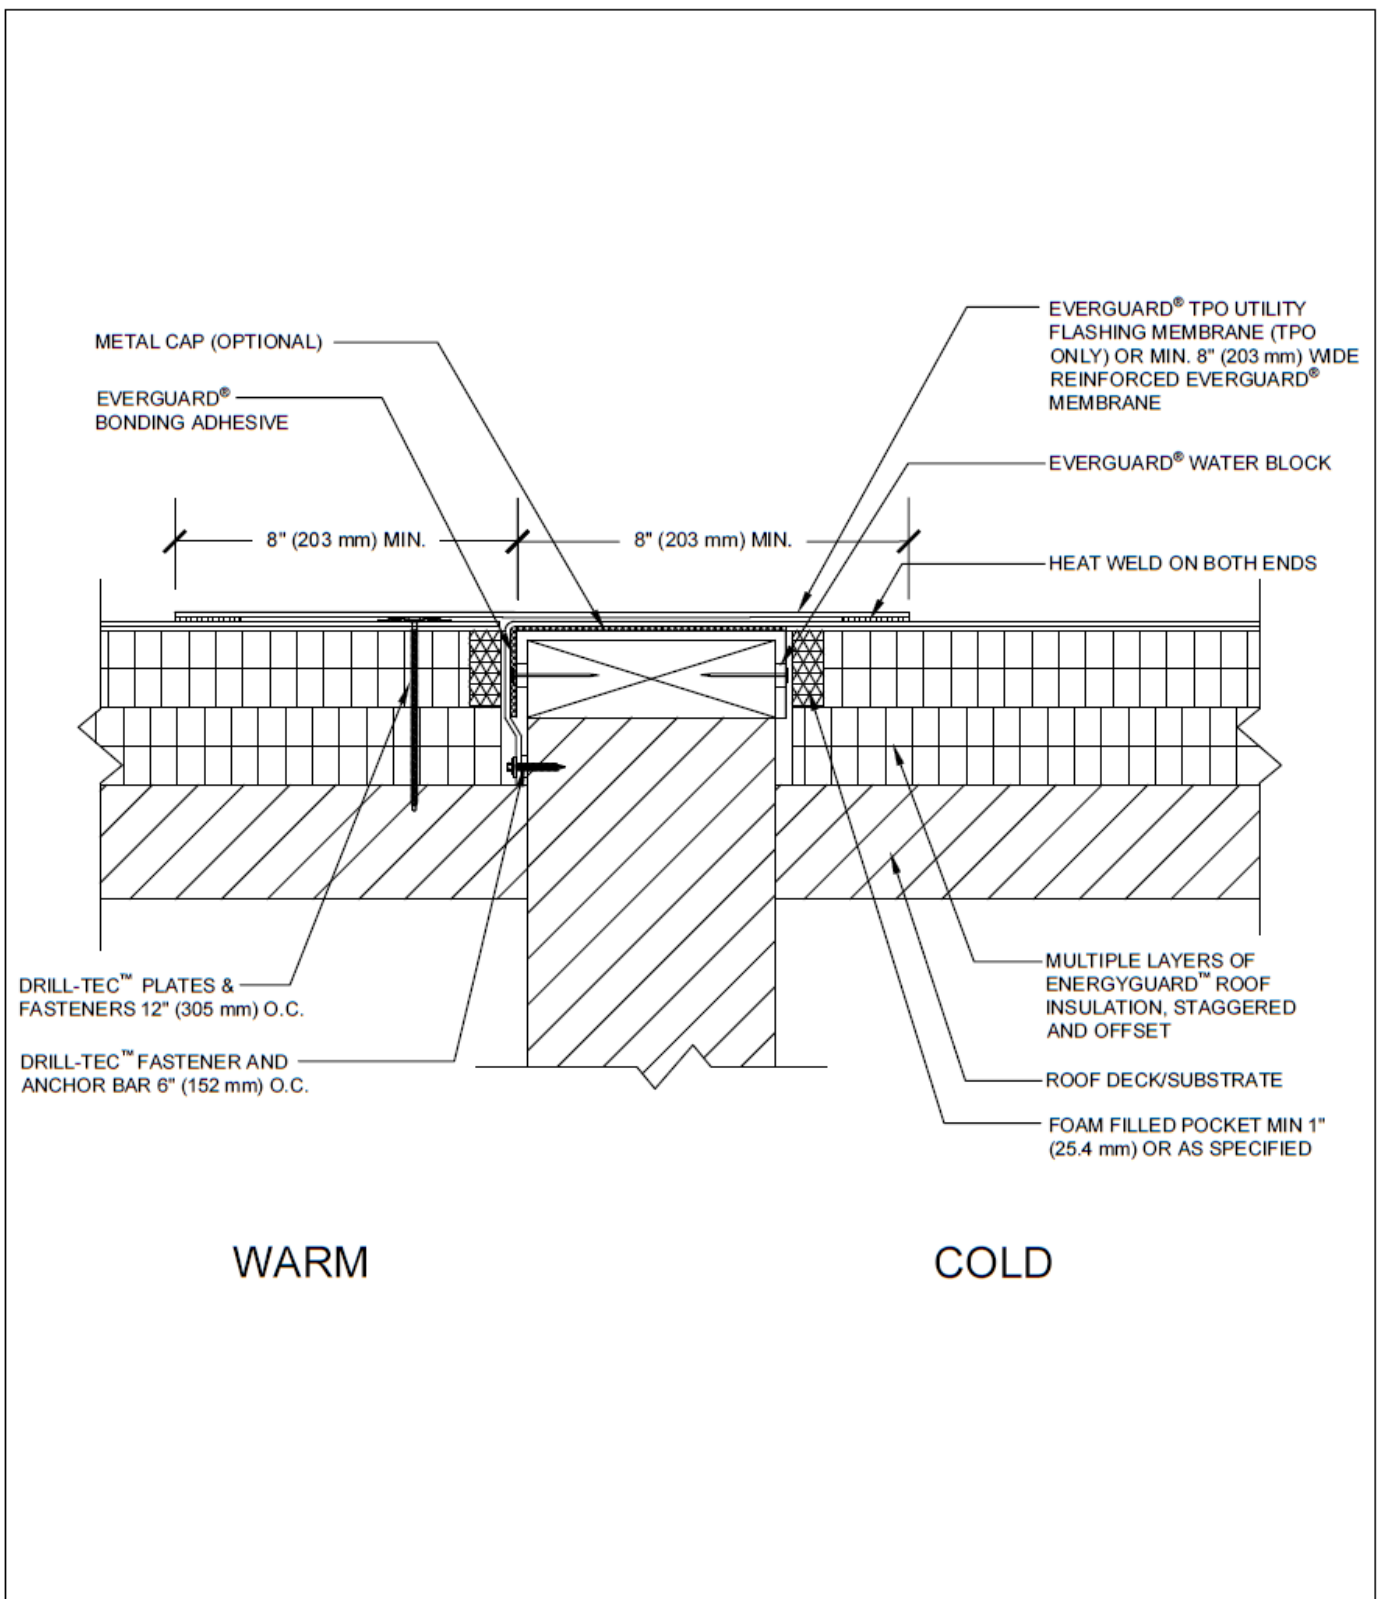 METAL CAP (OPTIONAL)
EVERGUARD®
BONDING ADHESIVE
EVERGUARD® TPO UTILITY
FLASHING MEMBRANE (TPO
ONLY) OR MIN. 8" (203 mm) WIDE
REINFORCED EVERGUARD®
MEMBRANE
EVERGUARD® WATER BLOCK
8" (203 mm) MIN.
8" (203 mm) MIN.
HEAT WELD ON BOTH ENDS
DRILL-TEC™ PLATES &
FASTENERS 12" (305 mm) O.C.
DRILL-TEC™ FASTENER AND
ANCHOR BAR 6" (152 mm) O.C.
MULTIPLE LAYERS OF
ENERGYGUARD™ ROOF
INSULATION, STAGGERED
AND OFFSET
ROOF DECK/SUBSTRATE
FOAM FILLED POCKET MIN 1"
(25.4 mm) OR AS SPECIFIED
WARM
COLD